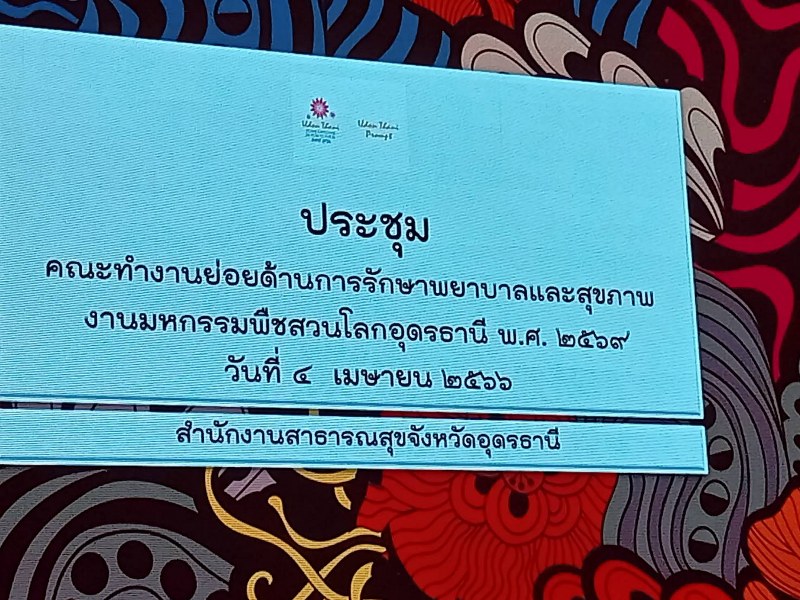 Udon Thani
Udon Thani
ประชุม
คณะทำงานย่อยด้านการรักษาพยาบาลและสุขภาพ
งานมหกรรมพืชสวนโลกอุดรธานี พ.ศ. ๒๕๖๙
วันที่ ๔ เมษายน ๒๕๖๖
สำนักงานสาธารณสุขจังหวัดอุดรธานี